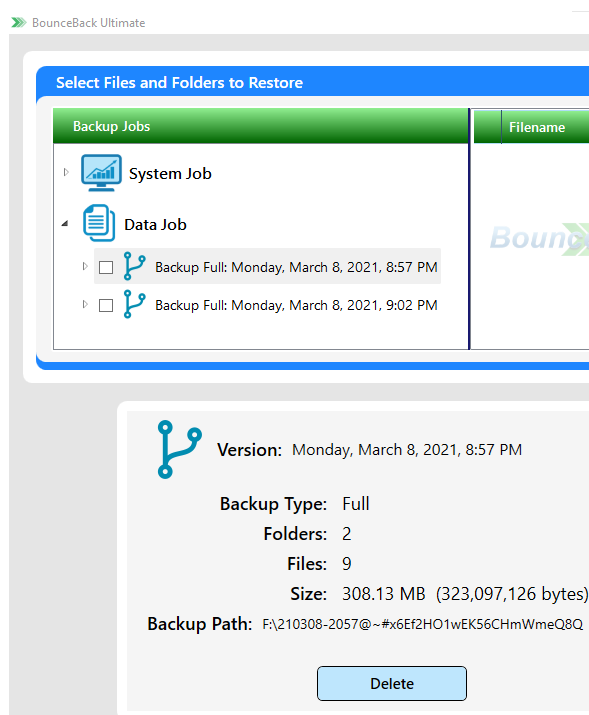 BounceBack Ultimate
Select Files and Folders to Restore
Backup Jobs
Filename
System Job
Data Job
Backup Full: Monday, March 8, 2021, 8:57 PM
Backup Full: Monday, March 8, 2021, 9:02 PM
Version: Monday, March 8, 2021, 8:57 PM
Backup Type: Full
Folders: 2
Files: 9
Size: 308.13 MB (323,097,126 bytes)
Backup Path: F:\210308-2057@~#x6Ef2HO1wEK56CHmWmeQ8Q
Delete